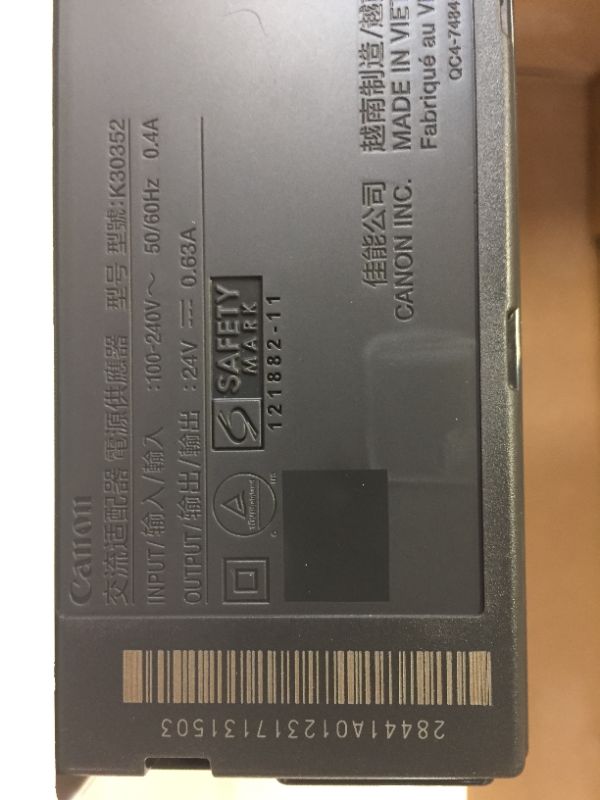 Canon
交流适配器 電源供應器 型号 型號:K30352
INPUT/输入/輸入 :100-240V～ 50/60Hz 0.4A
OUTPUT/输出/輸出 :24V ⎓ 0.63A
SAFETY
MARK
121882-11
佳能公司
CANON INC.
越南制造/越
MADE IN VIET
Fabriqué au VI
QC4-7484
28441A012317131503